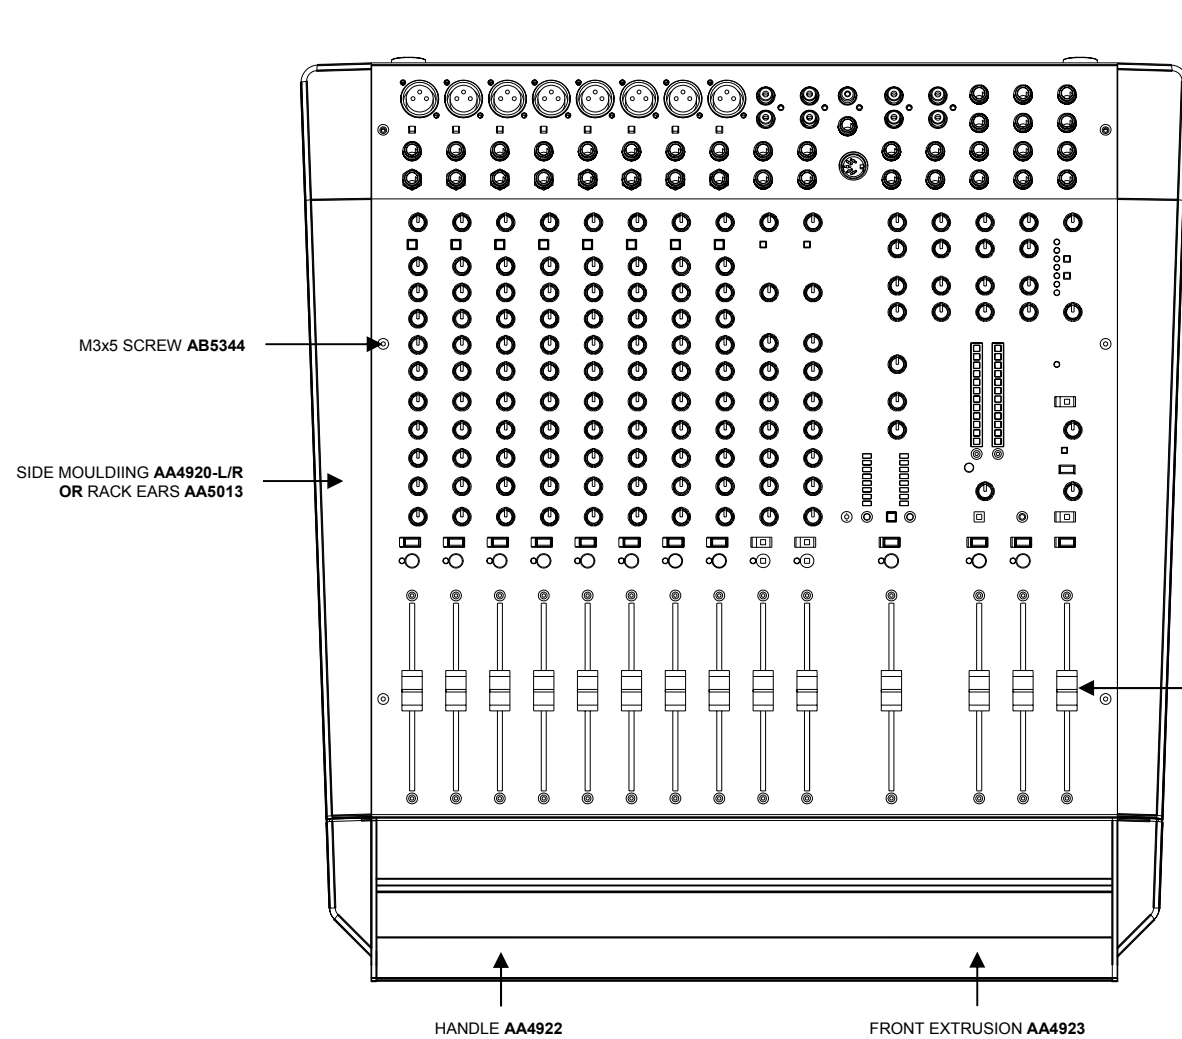 M3x5 SCREW AB5344
SIDE MOULDIING AA4920-L/R
OR RACK EARS AA5013
HANDLE AA4922
FRONT EXTRUSION AA4923